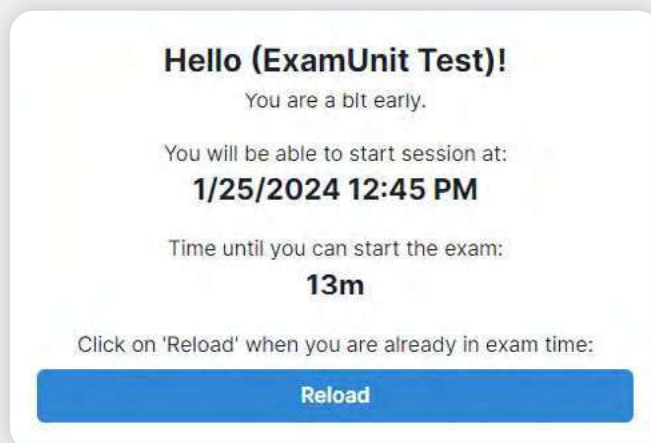 Hello (ExamUnit Test)!
You are a bit early.
You will be able to start session at:
1/25/2024 12:45 PM
Time until you can start the exam:
13m
Click on 'Reload' when you are already in exam time:
Reload